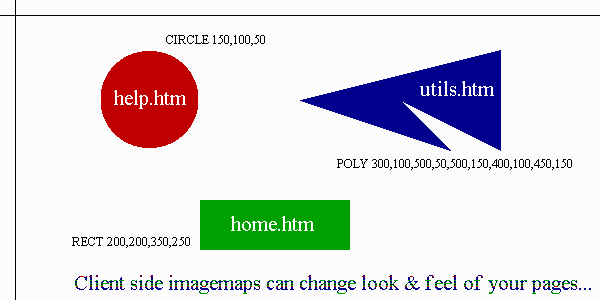 CIRCLE 150,100,50
help.htm
utils.htm
POLY 300,100,500,50,500,150,400,100,450,150
home.htm
RECT 200,200,350,250
Client side imagemaps can change look & feel of your pages...